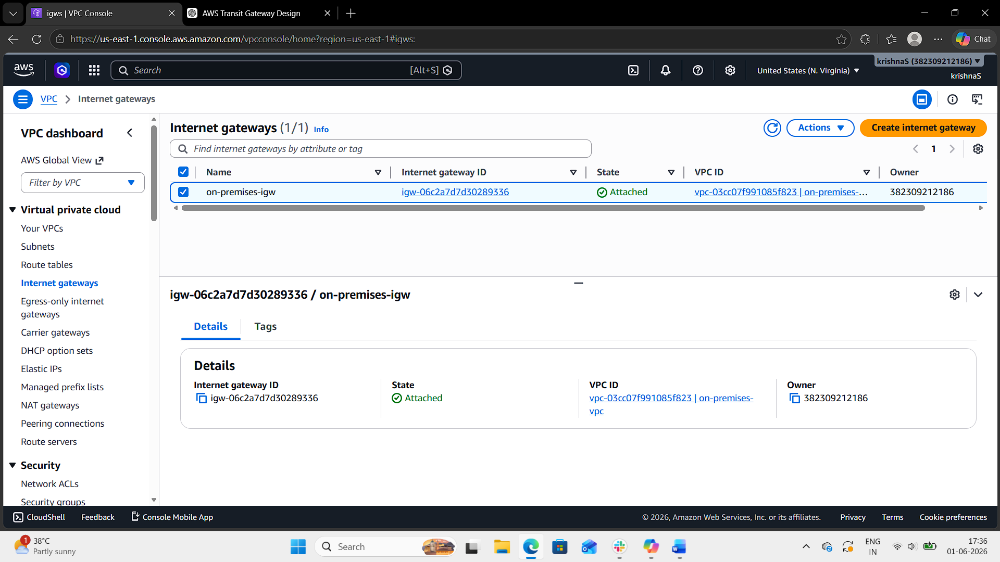 igws | VPC Console
AWS Transit Gateway Design
https://us-east-1.console.aws.amazon.com/vpcconsole/home?region=us-east-1#igws:
Chat
aws
Search
[Alt+S]
United States (N. Virginia)
krishnaS (382309212186)
krishnaS
VPC
Internet gateways
VPC dashboard
AWS Global View
Filter by VPC
Virtual private cloud
Your VPCs
Subnets
Route tables
Internet gateways
Egress-only internet
gateways
Carrier gateways
DHCP option sets
Elastic IPs
Managed prefix lists
NAT gateways
Peering connections
Route servers
Security
Network ACLs
Security groups
Internet gateways (1/1) Info
Actions
Create internet gateway
Find internet gateways by attribute or tag
1
Name Internet gateway ID State VPC ID Owner
on-premises-igw igw-06c2a7d7d30289336 Attached vpc-03cc07f991085f823 | on-premises-... 382309212186
igw-06c2a7d7d30289336 / on-premises-igw
Details Tags
Details
Internet gateway ID
igw-06c2a7d7d30289336
State
Attached
VPC ID
vpc-03cc07f991085f823 | on-premises-
vpc
Owner
382309212186
CloudShell Feedback Console Mobile App
© 2026, Amazon Web Services, Inc. or its affiliates. Privacy Terms Cookie preferences
1
38°C
Partly sunny
Search
ENG
IN
17:36
01-06-2026